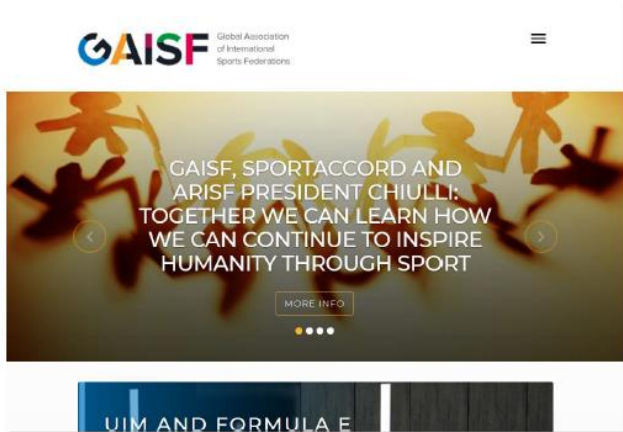 GAISF
Global Association
of International
Sports Federations
GAISF, SPORTACCORD AND
ARISF PRESIDENT CHIULLI:
TOGETHER WE CAN LEARN HOW
WE CAN CONTINUE TO INSPIRE
HUMANITY THROUGH SPORT
MORE INFO
UIM AND FORMULA E